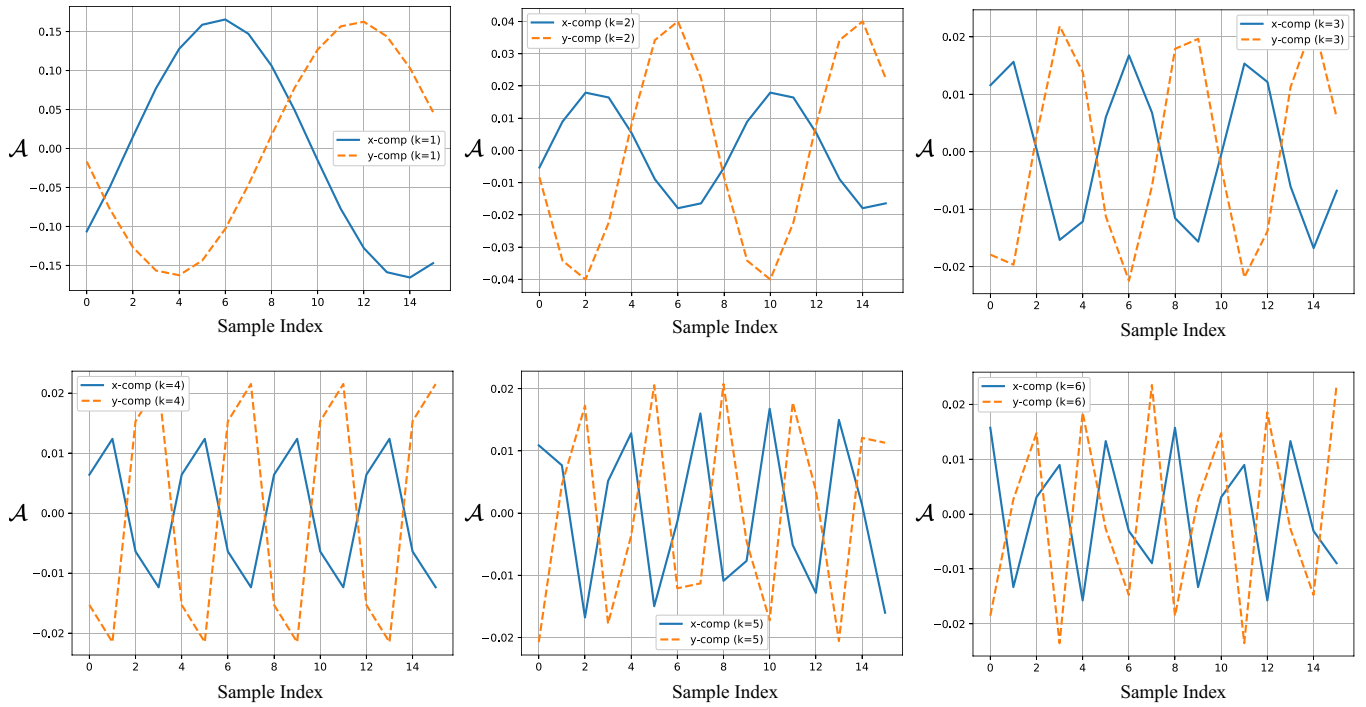 0.15
0.10
0.05
0.00
−0.05
−0.10
−0.15
𝒜
x-comp (k=1)
y-comp (k=1)
0 2 4 6 8 10 12 14
Sample Index
0.04
0.03
0.02
0.01
0.00
−0.01
−0.02
−0.03
−0.04
𝒜
x-comp (k=2)
y-comp (k=2)
0 2 4 6 8 10 12 14
Sample Index
0.02
0.01
0.00
−0.01
−0.02
𝒜
x-comp (k=3)
y-comp (k=3)
0 2 4 6 8 10 12 14
Sample Index
0.02
0.01
0.00
−0.01
−0.02
𝒜
x-comp (k=4)
y-comp (k=4)
0 2 4 6 8 10 12 14
Sample Index
0.02
0.01
0.00
−0.01
−0.02
𝒜
x-comp (k=5)
y-comp (k=5)
0 2 4 6 8 10 12 14
Sample Index
0.02
0.01
0.00
−0.01
−0.02
𝒜
x-comp (k=6)
y-comp (k=6)
0 2 4 6 8 10 12 14
Sample Index